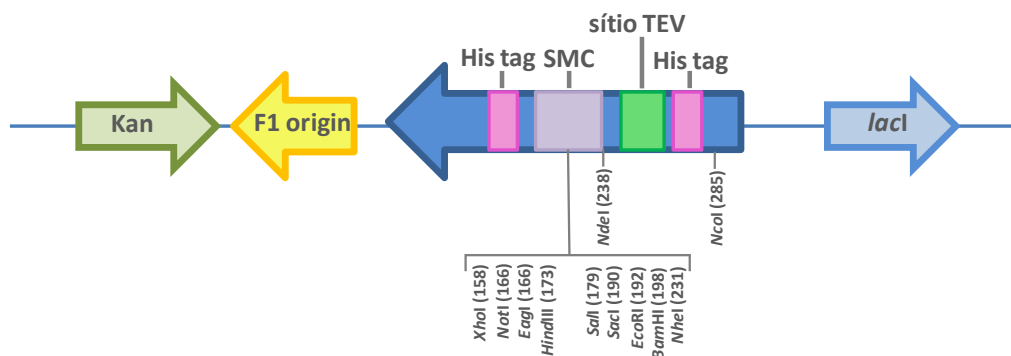 sítio TEV
His tag SMC His tag
Kan
F1 origin
lacI
NdeI (238)
NcoI (285)
XhoI (158)
NotI (166)
EagI (166)
HindIII (173)
SalI (179)
SacI (190)
EcoRI (192)
BamHI (198)
NheI (231)